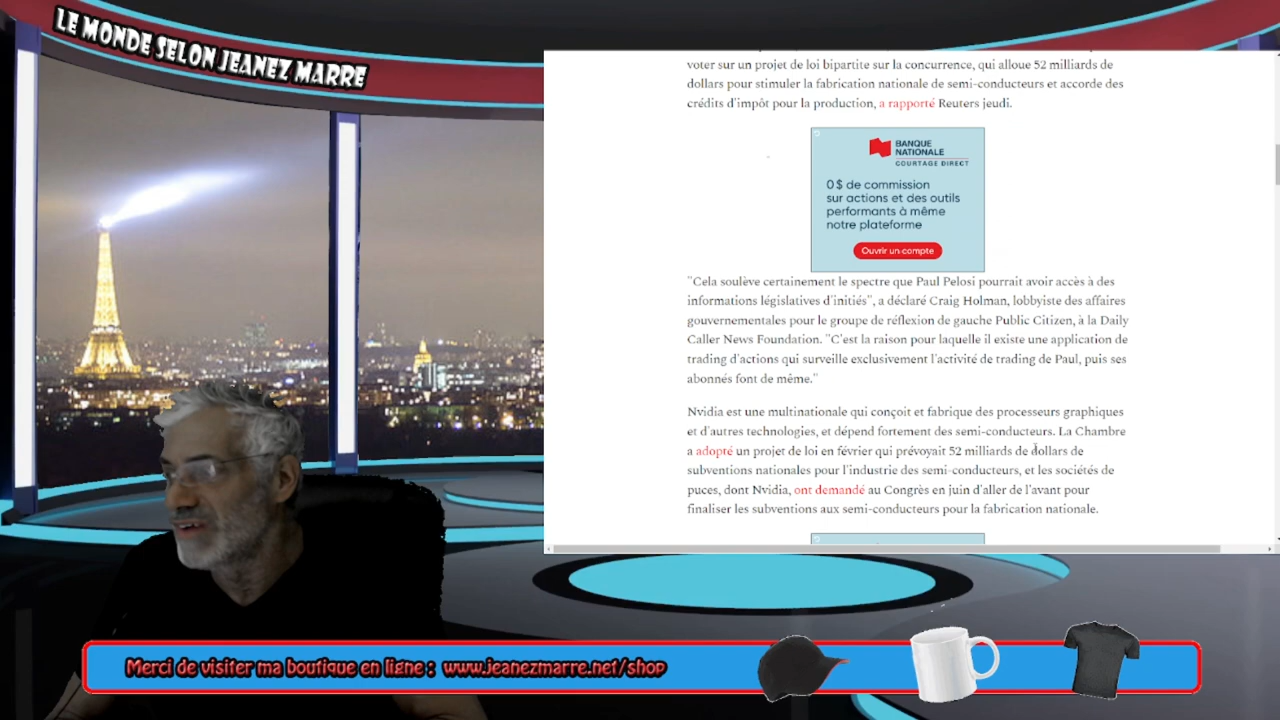 LE MONDE SELON JEANEZ MARRE
voter sur un projet de loi bipartite sur la concurrence, qui alloue 52 milliards de
dollars pour stimuler la fabrication nationale de semi-conducteurs et accorde des
crédits d'impôt pour la production, a rapporté Reuters jeudi.
BANQUE
NATIONALE
COURTAGE DIRECT
0 $ de commission
sur actions et des outils
performants à même
notre plateforme
Ouvrir un compte
"Cela soulève certainement le spectre que Paul Pelosi pourrait avoir accès à des
informations législatives d'initiés", a déclaré Craig Holman, lobbyiste des affaires
gouvernementales pour le groupe de réflexion de gauche Public Citizen, à la Daily
Caller News Foundation. "C'est la raison pour laquelle il existe une application de
trading d'actions qui surveille exclusivement l'activité de trading de Paul, puis ses
abonnés font de même."
Nvidia est une multinationale qui conçoit et fabrique des processeurs graphiques
et d'autres technologies, et dépend fortement des semi-conducteurs. La Chambre
a adopté un projet de loi en février qui prévoyait 52 milliards de dollars de
subventions nationales pour l'industrie des semi-conducteurs, et les sociétés de
puces, dont Nvidia, ont demandé au Congrès en juin d'aller de l'avant pour
finaliser les subventions aux semi-conducteurs pour la fabrication nationale.
Merci de visiter ma boutique en ligne : www.jeanezmarre.net/shop